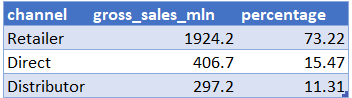 channel gross_sales_mln percentage
Retailer 1924.2 73.22
Direct 406.7 15.47
Distributor 297.2 11.31